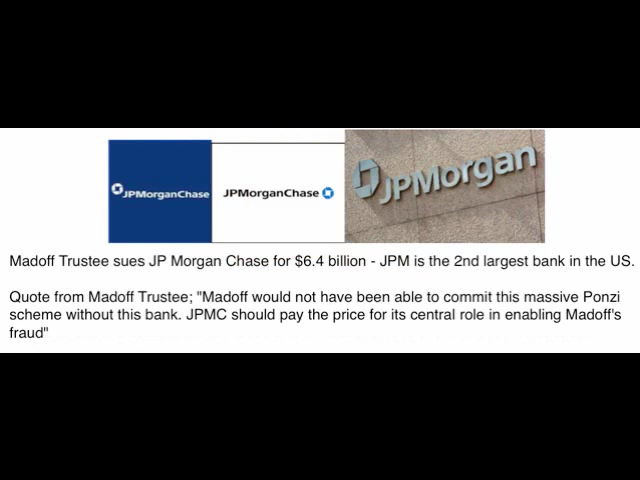 JPMorganChase
JPMorganChase
JPMorgan
Madoff Trustee sues JP Morgan Chase for $6.4 billion - JPM is the 2nd largest bank in the US.
Quote from Madoff Trustee; "Madoff would not have been able to commit this massive Ponzi
scheme without this bank. JPMC should pay the price for its central role in enabling Madoff's
fraud"